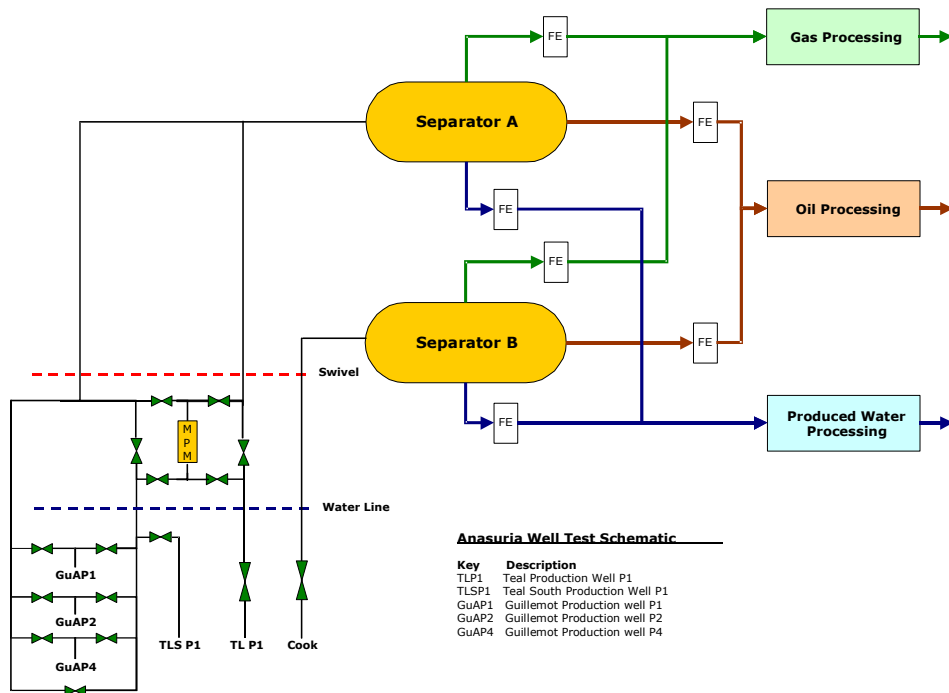 FE
Gas Processing
Separator A
FE
FE
Oil Processing
FE
Separator B
FE
Swivel
FE
Produced Water
Processing
M
P
M
Water Line
GuAP1
GuAP2
GuAP4
TLS P1
TL P1
Cook
Anasuria Well Test Schematic
Key Description
TLP1 Teal Production Well P1
TLSP1 Teal South Production Well P1
GuAP1 Guillemot Production well P1
GuAP2 Guillemot Production well P2
GuAP4 Guillemot Production well P4